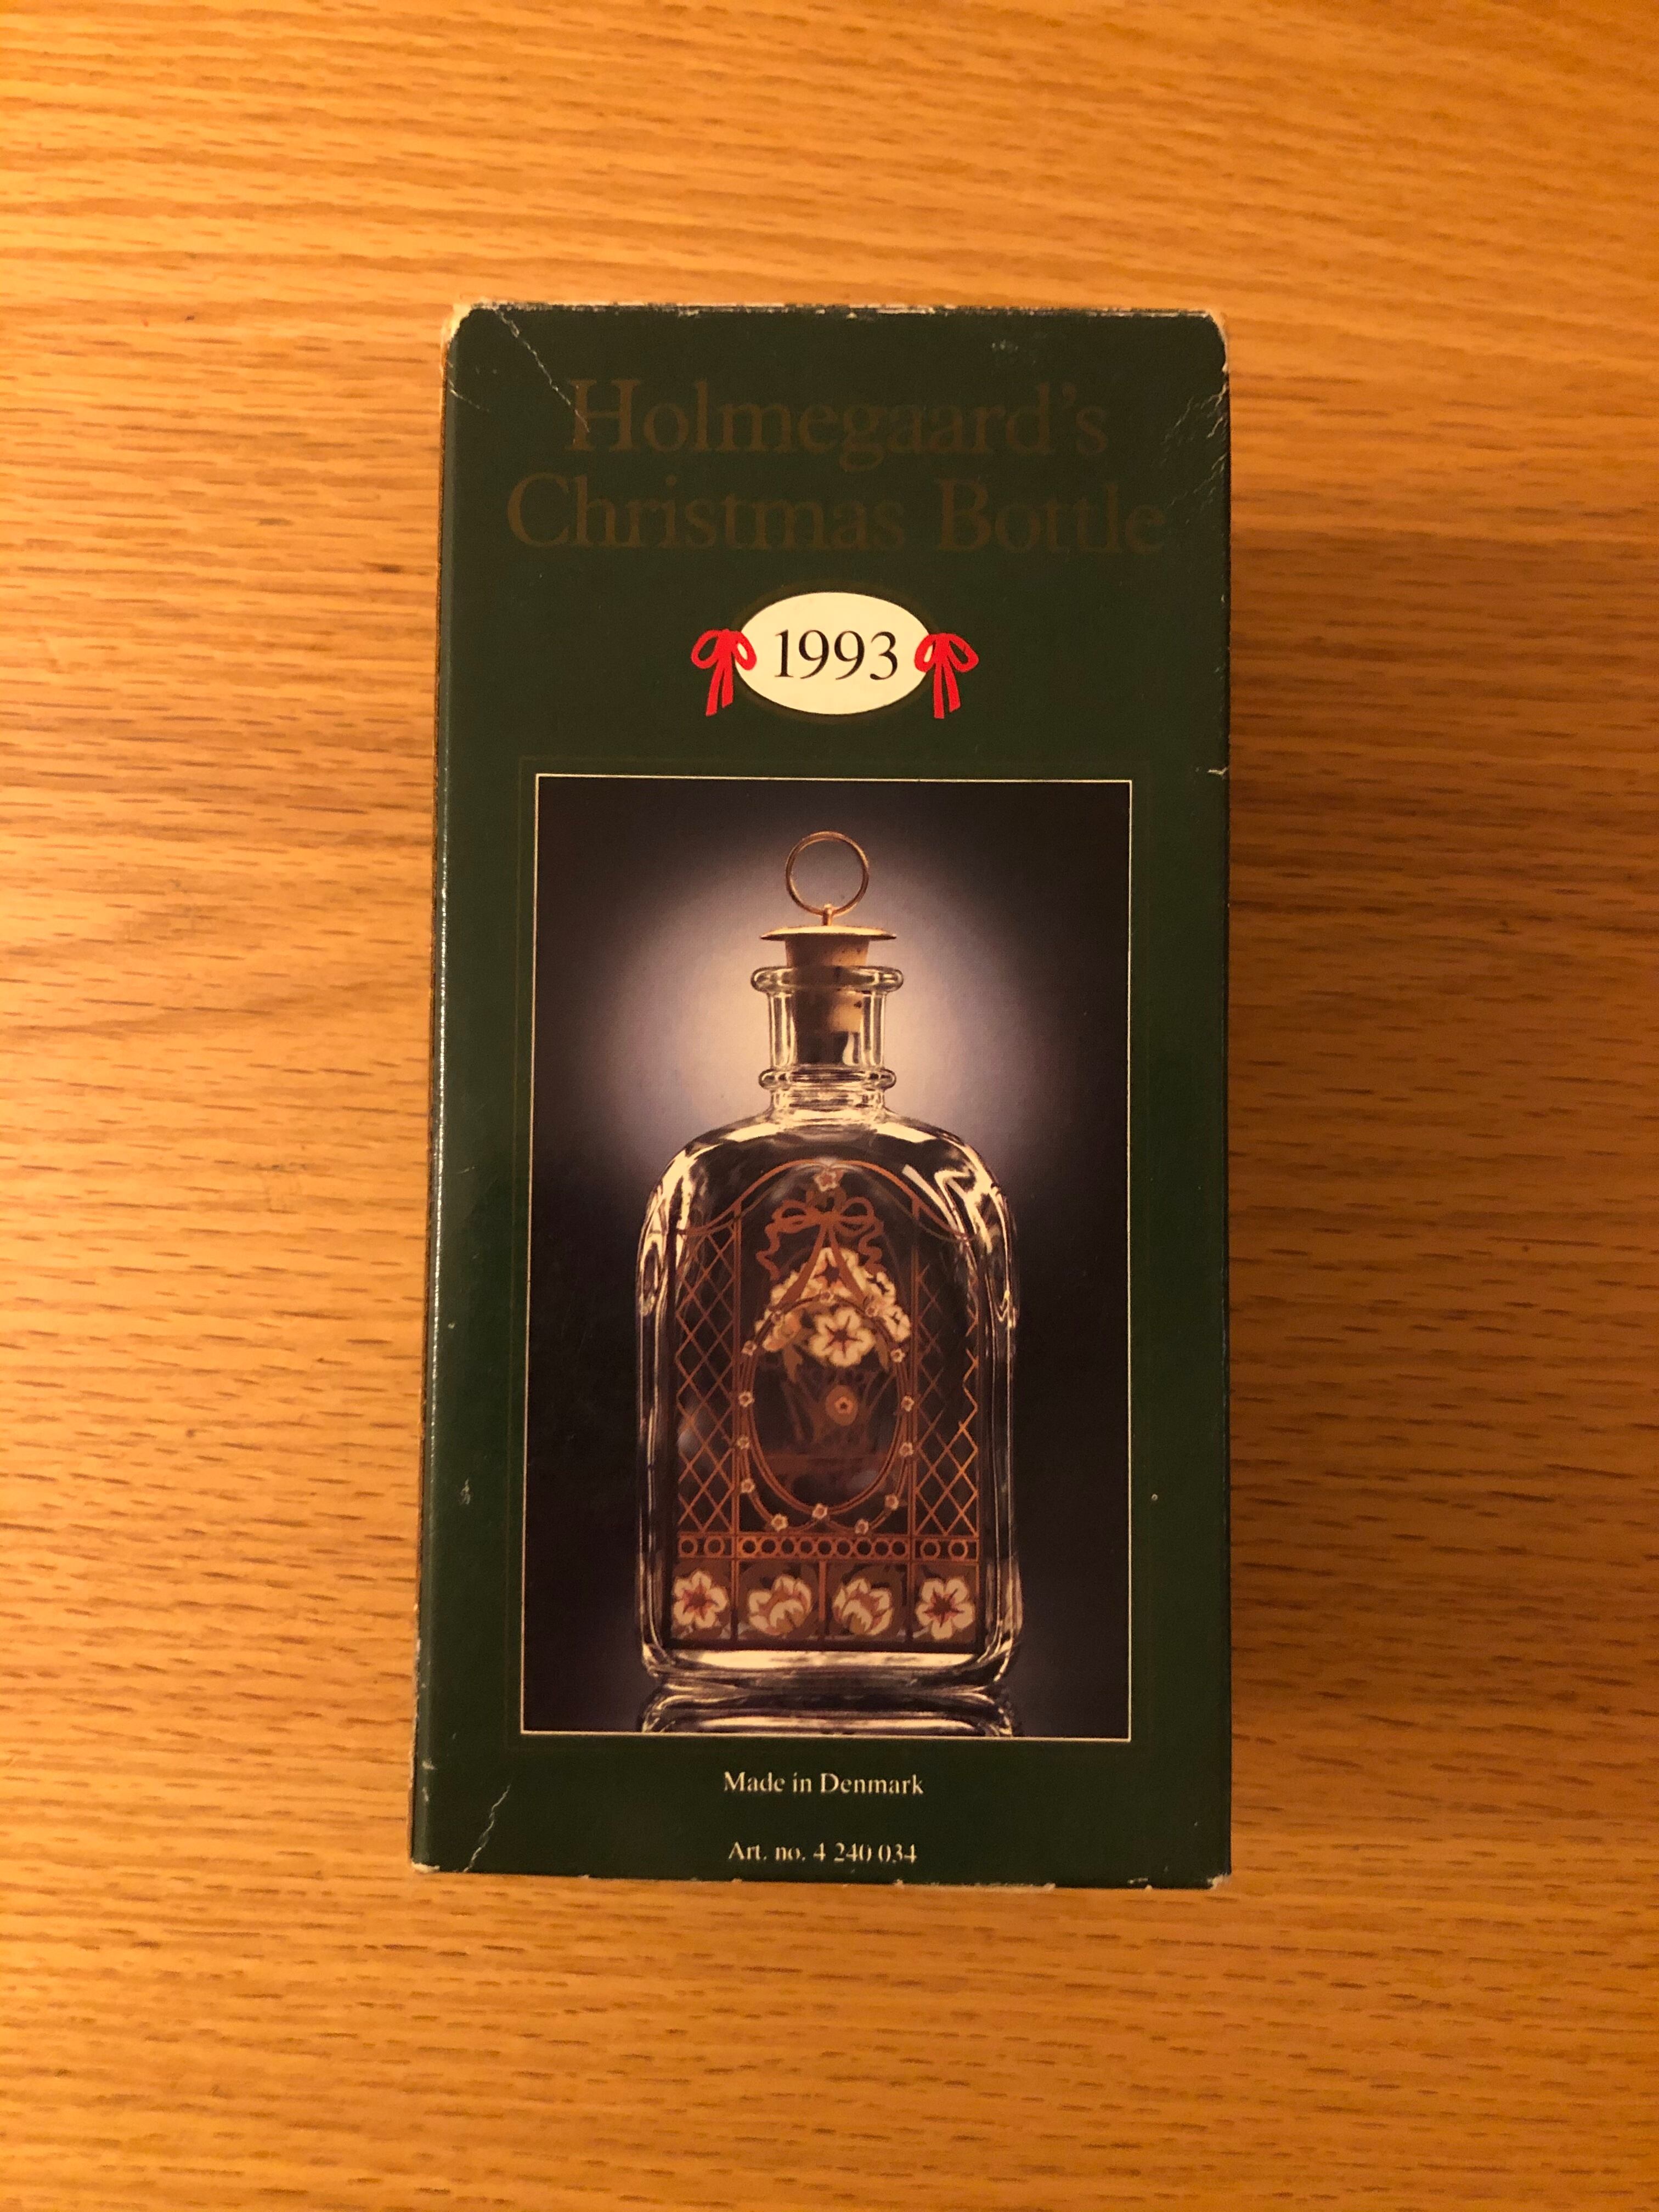 Holmegaard's
Christmas Bottle
1993
Made in Denmark
Art. no. 4 240 034